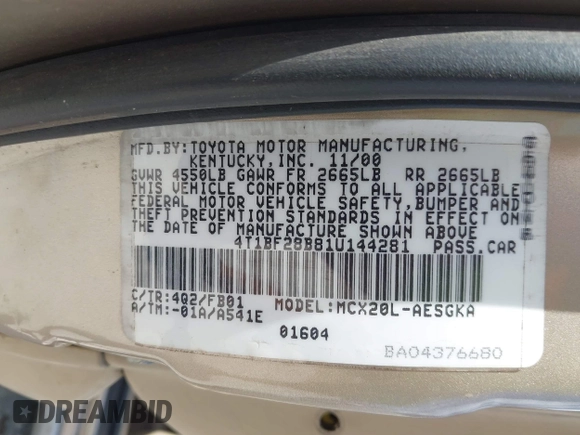 MFD.BY:TOYOTA MOTOR MANUFACTURING,
KENTUCKY,INC. 11/00
GVWR 4550LB GAWR FR 2665LB RR 2665LB
THIS VEHICLE CONFORMS TO ALL APPLICABLE
FEDERAL MOTOR VEHICLE SAFETY,BUMPER AND
THEFT PREVENTION STANDARDS IN EFFECT ON
THE DATE OF MANUFACTURE SHOWN ABOVE
4T1BF28B81U144281 PASS.CAR
C/TR:4Q2/FB01 MODEL:MCX20L-AESGKA
A/TM:-01A/A541E
01604
BA04376680
DREAMBID